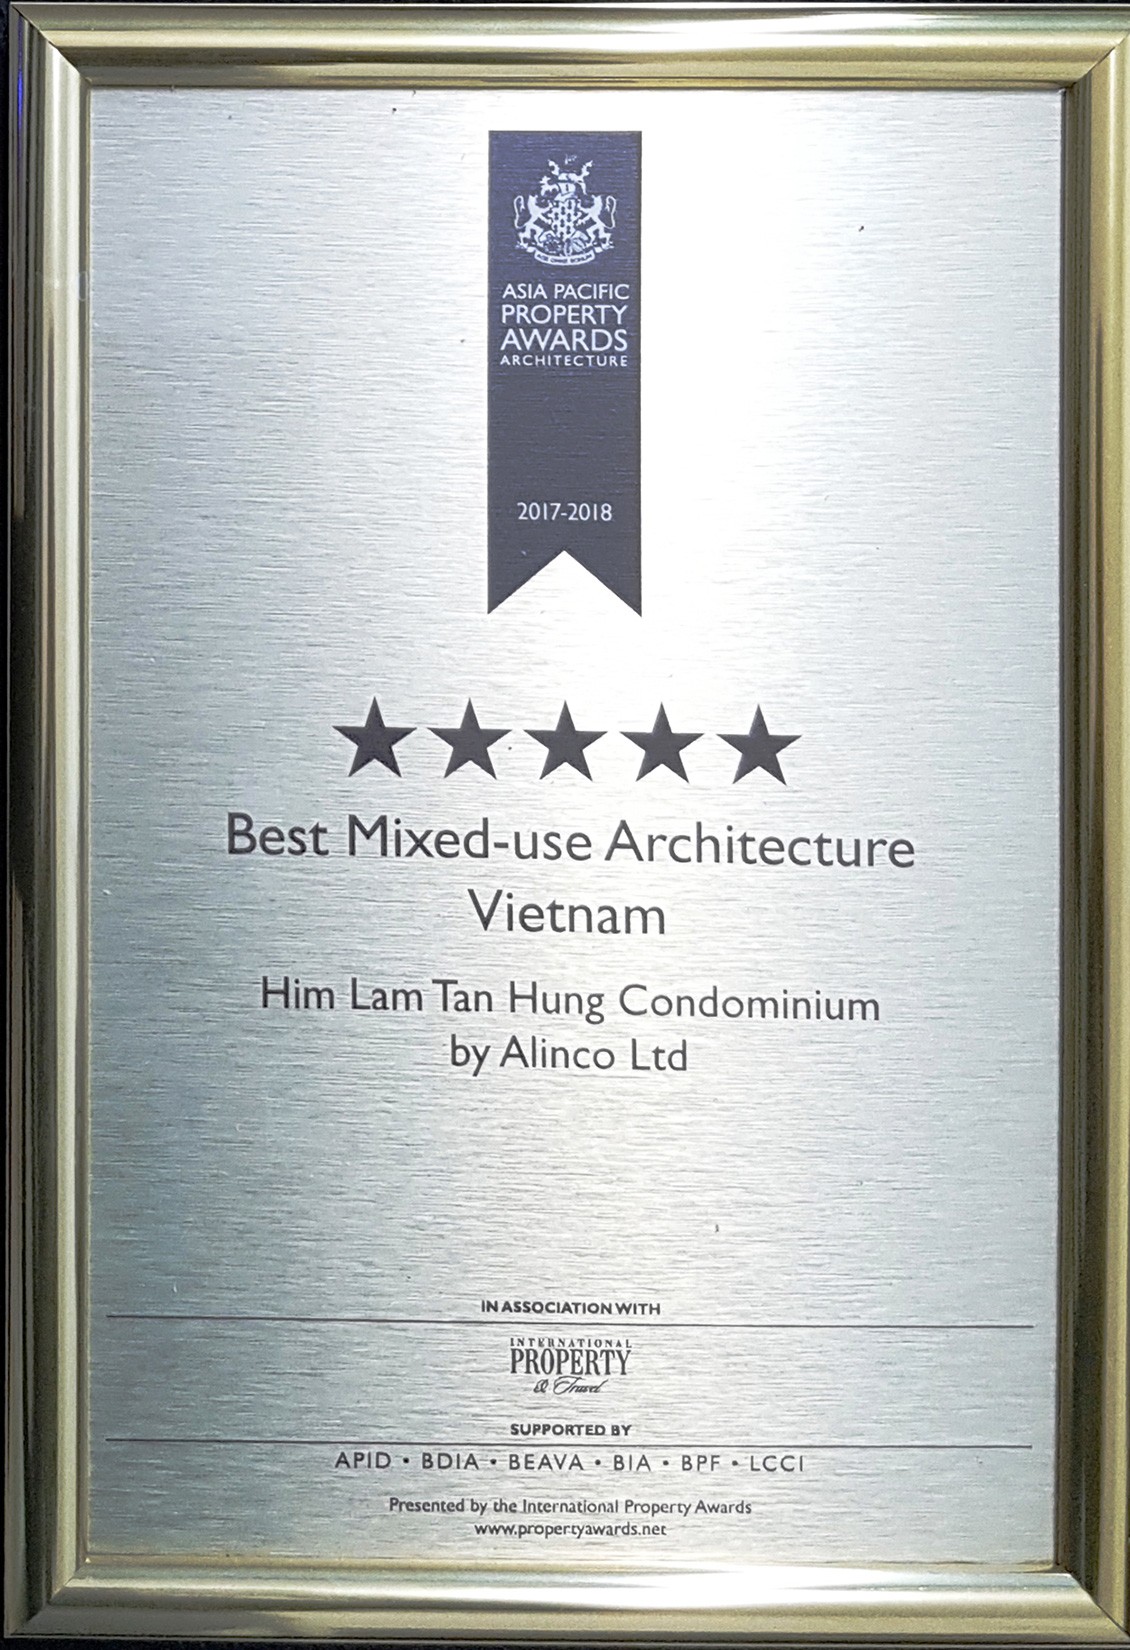 ASIA PACIFIC
PROPERTY
AWARDS
ARCHITECTURE
2017-2018
Best Mixed-use Architecture
Vietnam
Him Lam Tan Hung Condominium
by Alinco Ltd
IN ASSOCIATION WITH
INTERNATIONAL
PROPERTY
& Travel
SUPPORTED BY
APID • BDIA • BEAVA • BIA • BPF • LCCI
Presented by the International Property Awards
www.propertyawards.net